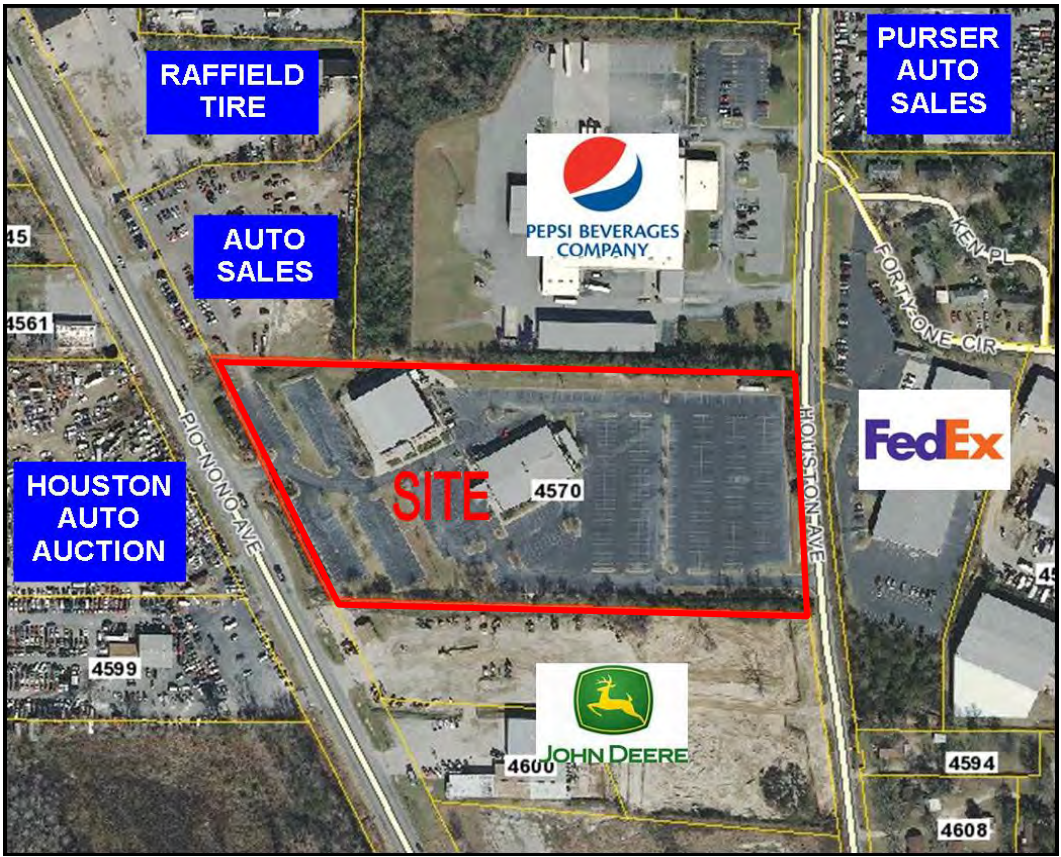 RAFFIELD
TIRE
PURSER
AUTO
SALES
PEPSI BEVERAGES
COMPANY
AUTO
SALES
45
4561
KEN PL
FORTY-ONE CIR
PIO NONO AVE
HOUSTON AVE
FedEx
HOUSTON
AUTO
AUCTION
SITE
4570
4599
JOHN DEERE
4600
4594
4608